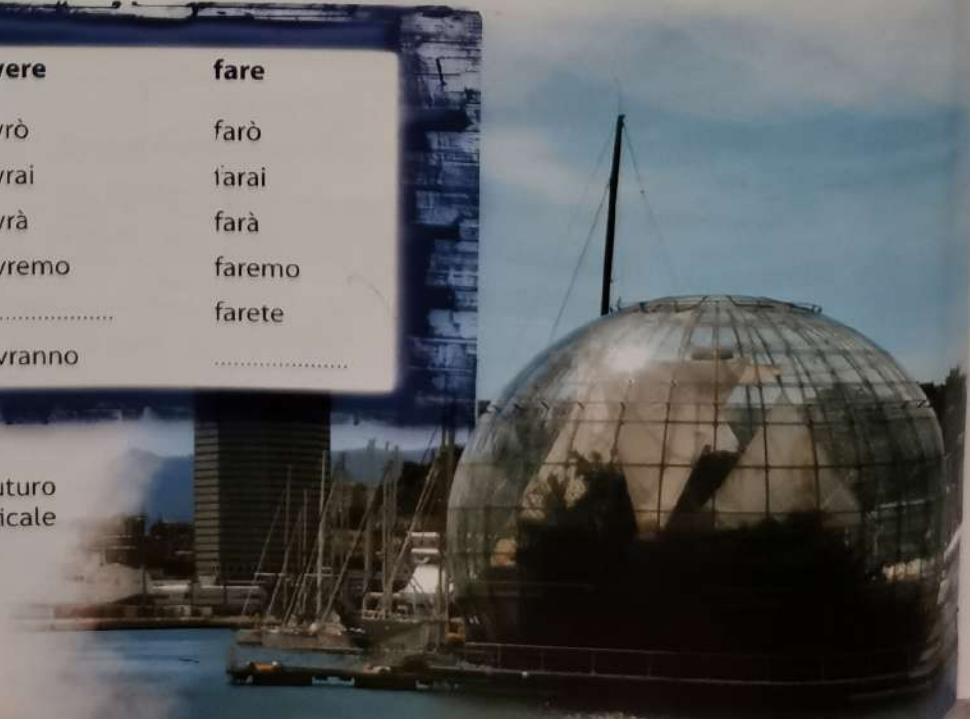 vere fare
vrò farò
vrai farai
vrà farà
vremo faremo
.................... farete
vranno ....................
uturo
icale